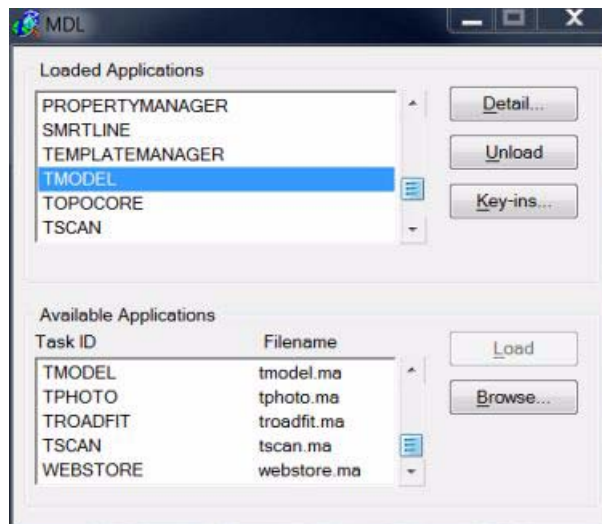 MDL
Loaded Applications
PROPERTYMANAGER
SMRTLINE
TEMPLATEMANAGER
TMODEL
TOPOCORE
TSCAN
Detail...
Unload
Key-ins...
Available Applications
Task ID Filename
TMODEL tmodel.ma
TPHOTO tphoto.ma
TROADFIT troadfit.ma
TSCAN tscan.ma
WEBSTORE webstore.ma
Load
Browse...